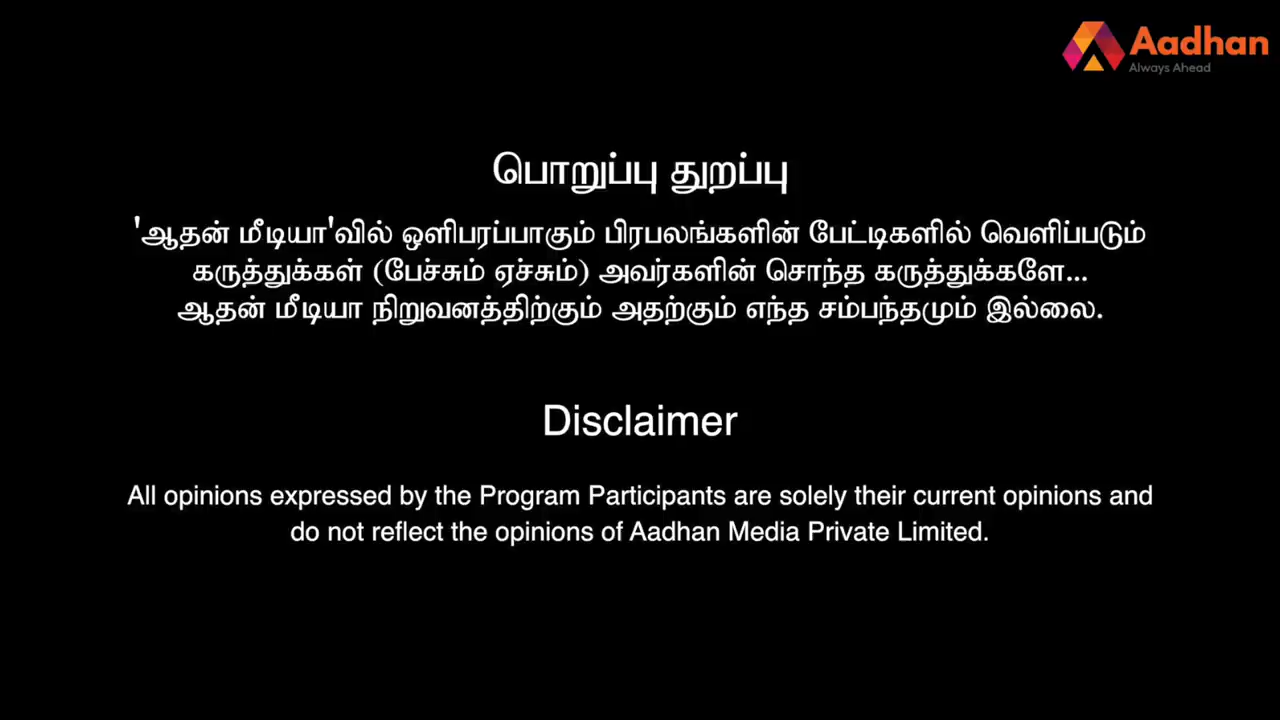 Aadhan
Always Ahead
பொறுப்பு துறப்பு
'ஆதன் மீடியா'வில் ஒளிபரப்பாகும் பிரபலங்களின் பேட்டிகளில் வெளிப்படும்
கருத்துக்கள் (பேச்சும் ஏச்சும்) அவர்களின் சொந்த கருத்துக்களே...
ஆதன் மீடியா நிறுவனத்திற்கும் அதற்கும் எந்த சம்பந்தமும் இல்லை.
Disclaimer
All opinions expressed by the Program Participants are solely their current opinions and
do not reflect the opinions of Aadhan Media Private Limited.